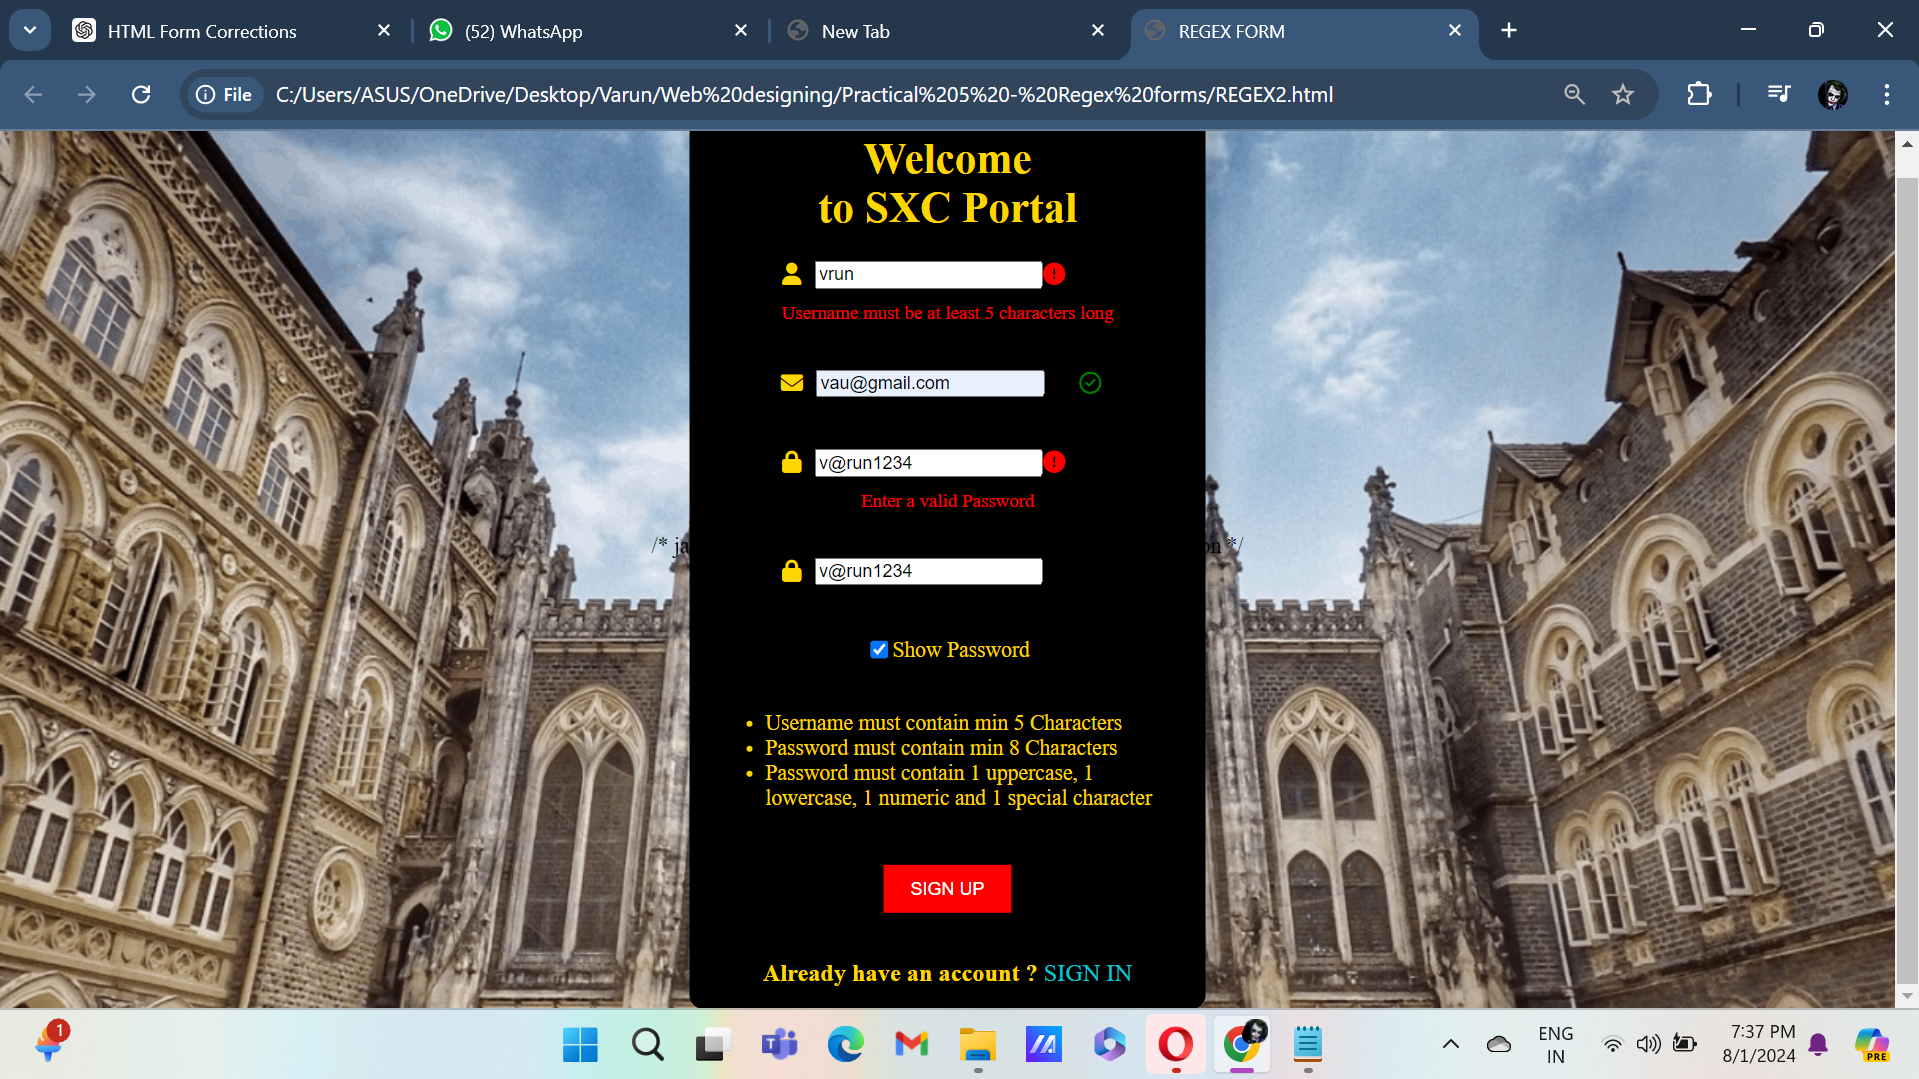 HTML Form Corrections
(52) WhatsApp
New Tab
REGEX FORM
File
C:/Users/ASUS/OneDrive/Desktop/Varun/Web%20designing/Practical%205%20-%20Regex%20forms/REGEX2.html
Welcome
to SXC Portal
vrun
Username must be at least 5 characters long
vau@gmail.com
v@run1234
Enter a valid Password
/* ja
on */
v@run1234
Show Password
• Username must contain min 5 Characters
• Password must contain min 8 Characters
• Password must contain 1 uppercase, 1
lowercase, 1 numeric and 1 special character
SIGN UP
Already have an account ? SIGN IN
1
ENG
IN
7:37 PM
8/1/2024
PRE